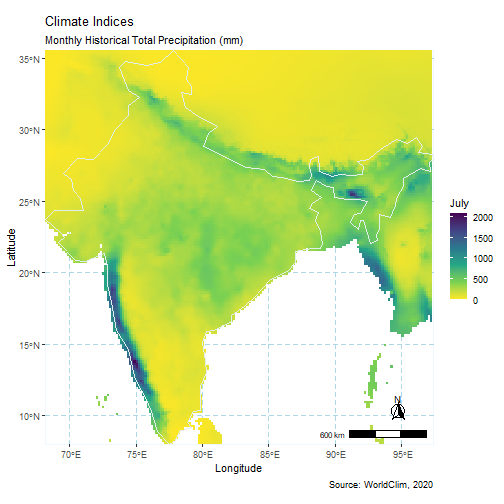 Climate Indices
Monthly Historical Total Precipitation (mm)
35°N
30°N
25°N
20°N
15°N
10°N
Latitude
70°E 75°E 80°E 85°E 90°E 95°E
Longitude
July
2000
1500
1000
500
0
N
600 km
Source: WorldClim, 2020